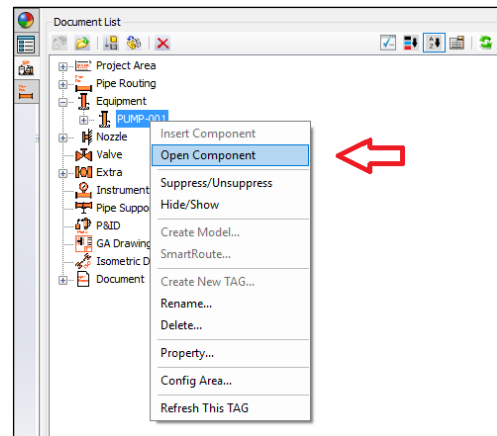 Document List
Project Area
Pipe Routing
Equipment
PUMP-001
Nozzle
Valve
Extra
Instrument
Pipe Suppo
P&ID
GA Drawing
Isometric D
Document
Insert Component
Open Component
Suppress/Unsuppress
Hide/Show
Create Model...
SmartRoute...
Create New TAG...
Rename...
Delete...
Property...
Config Area...
Refresh This TAG